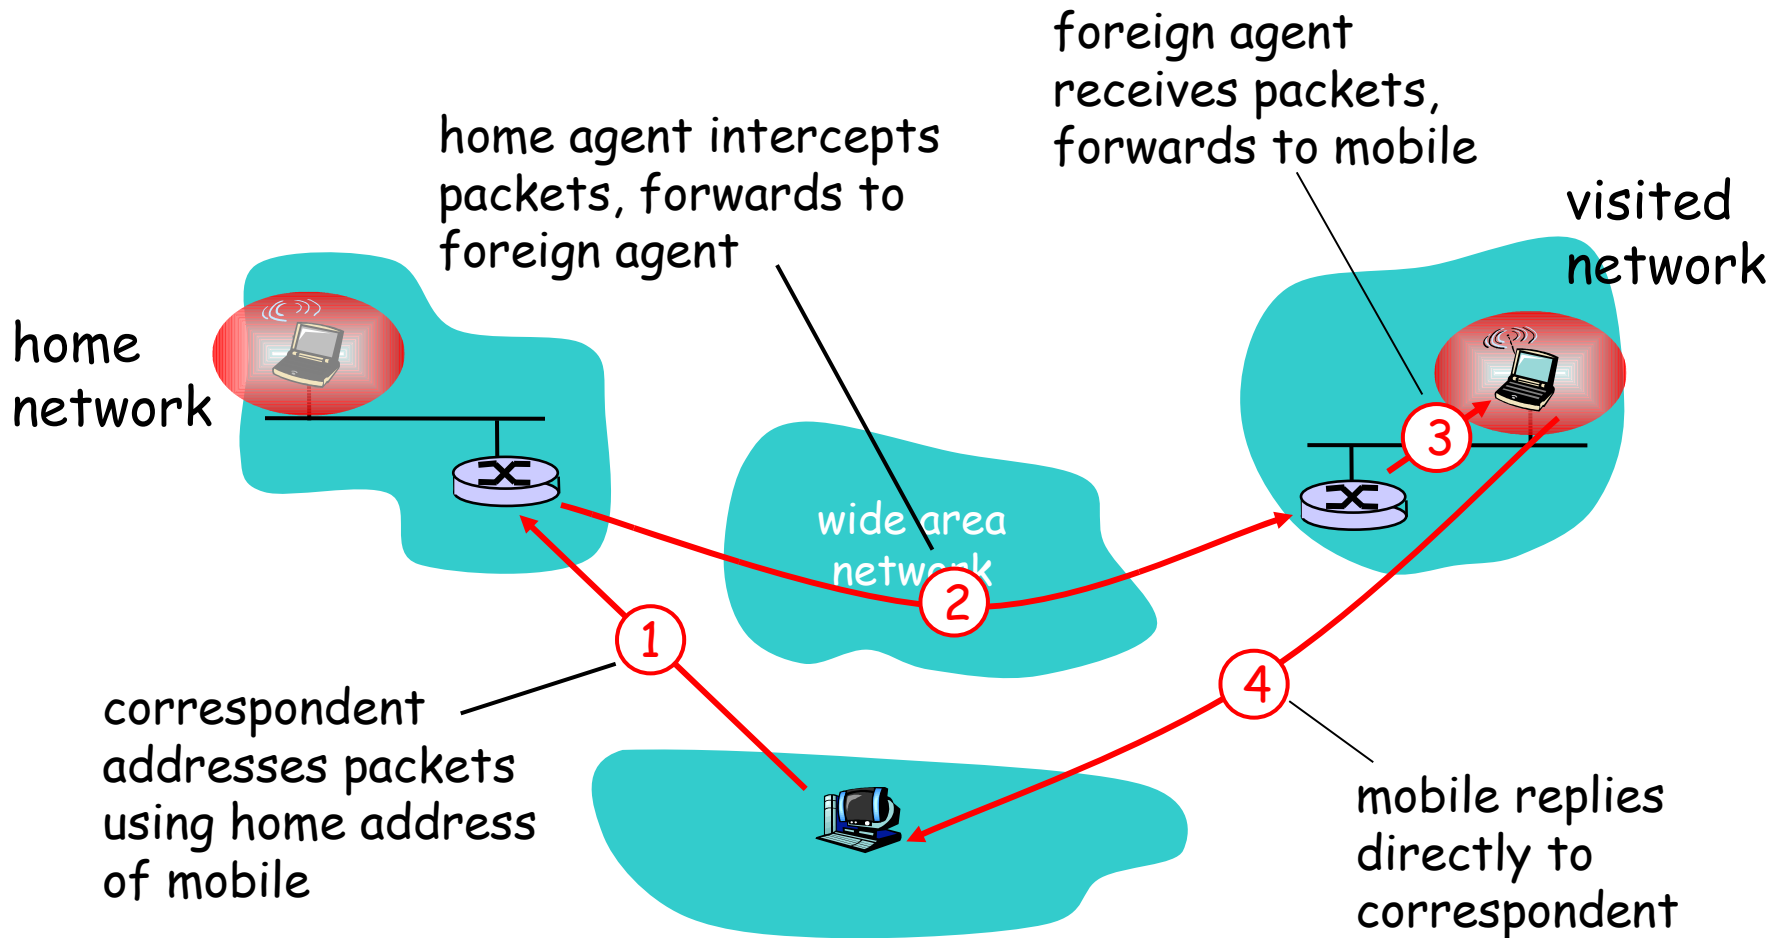 foreign agent
receives packets,
forwards to mobile
home agent intercepts
packets, forwards to
foreign agent
visited
network
home
network
3
wide area
network
2
1
4
correspondent
addresses packets
using home address
of mobile
mobile replies
directly to
correspondent